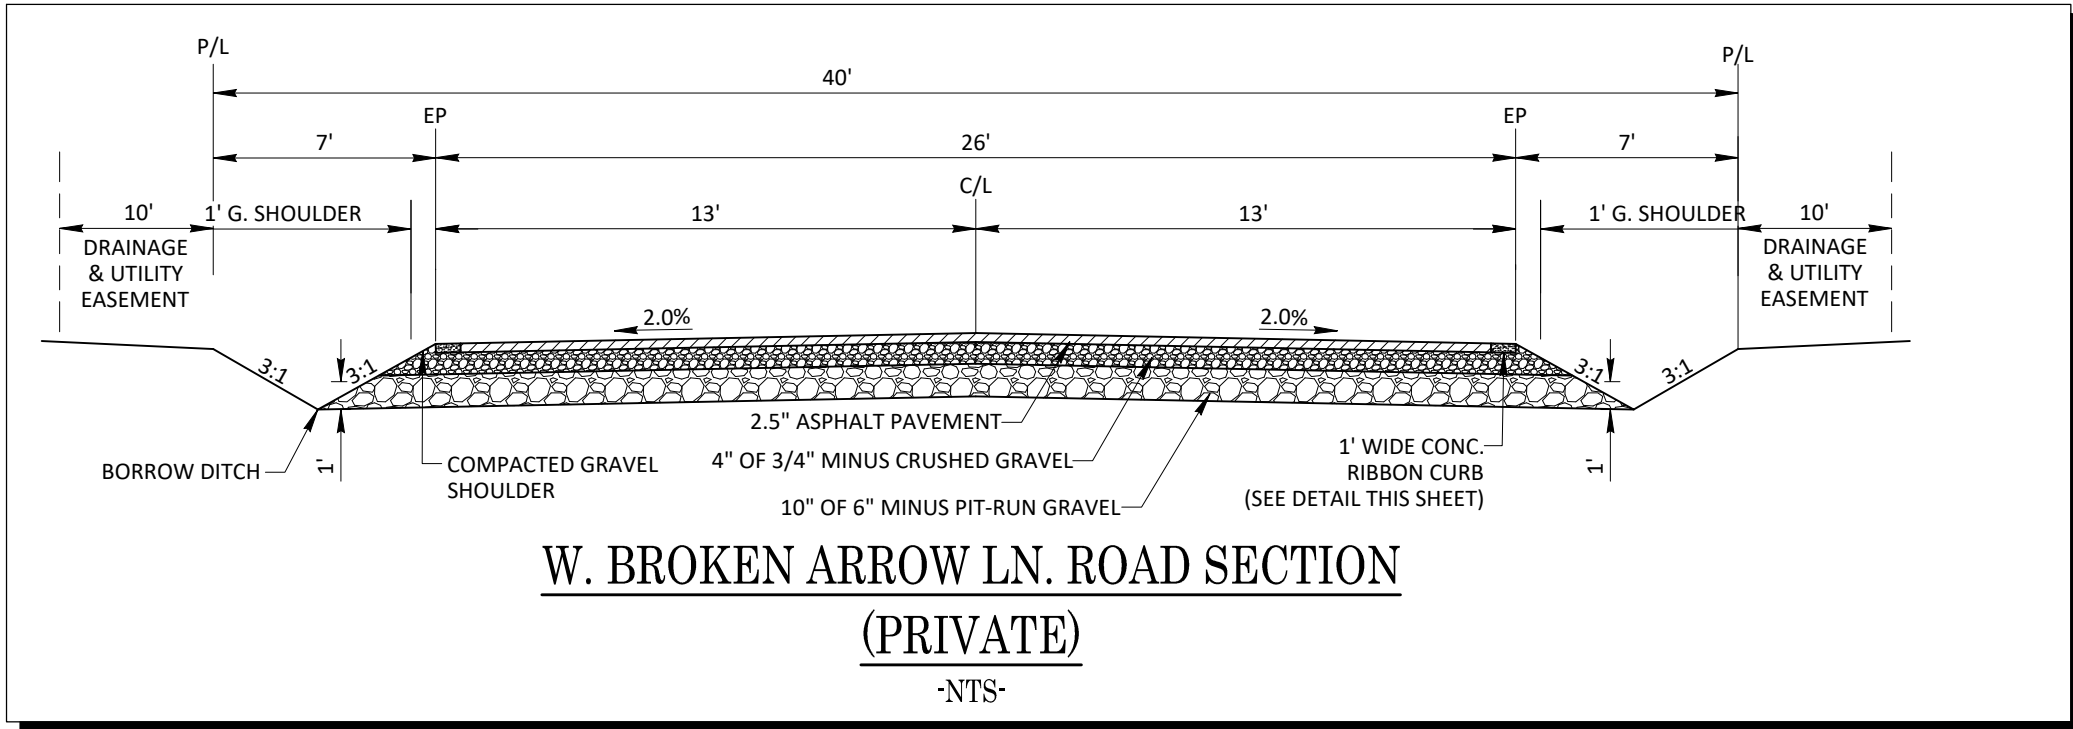 P/L
P/L
40'
EP
EP
7'
26'
7'
C/L
10'
1' G. SHOULDER
13'
13'
1' G. SHOULDER
10'
DRAINAGE
& UTILITY
EASEMENT
DRAINAGE
& UTILITY
EASEMENT
2.0%
2.0%
3:1
3:1
3:1
3:1
2.5" ASPHALT PAVEMENT
4" OF 3/4" MINUS CRUSHED GRAVEL
10" OF 6" MINUS PIT-RUN GRAVEL
1' WIDE CONC.
RIBBON CURB
(SEE DETAIL THIS SHEET)
BORROW DITCH
1'
COMPACTED GRAVEL
SHOULDER
1'
W. BROKEN ARROW LN. ROAD SECTION
(PRIVATE)
-NTS-